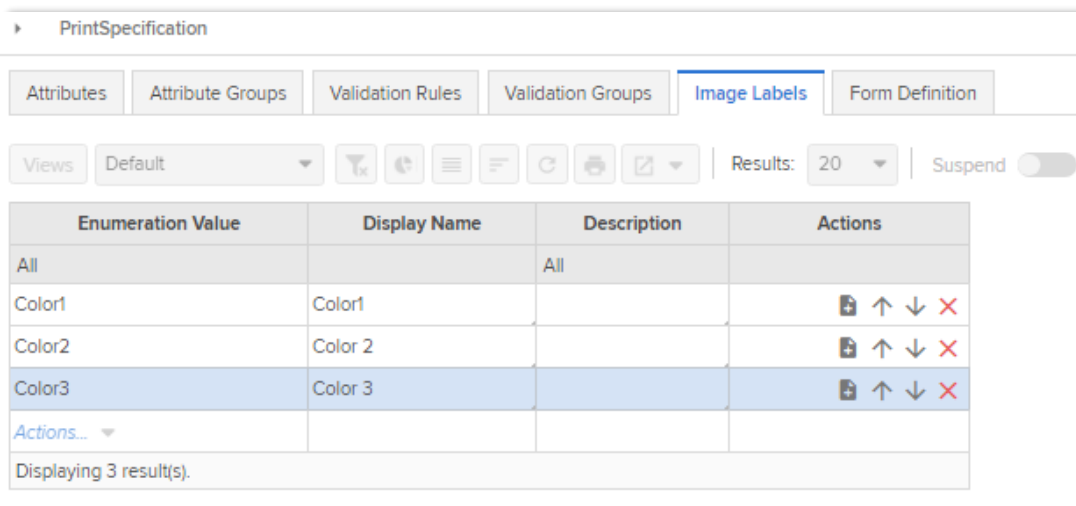 PrintSpecification
Attributes Attribute Groups Validation Rules Validation Groups Image Labels Form Definition
Views Default Results: 20 Suspend
Enumeration Value Display Name Description Actions
All All
Color1 Color1
Color2 Color 2
Color3 Color 3
Actions...
Displaying 3 result(s).